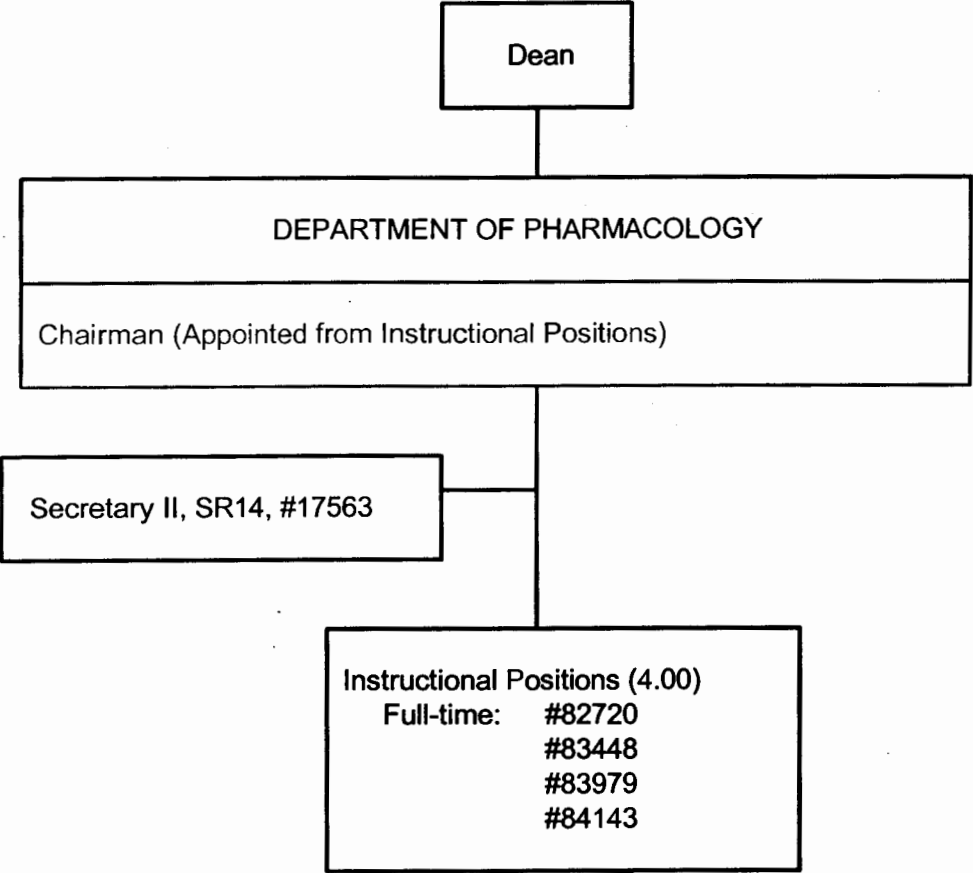 Dean
DEPARTMENT OF PHARMACOLOGY
Chairman (Appointed from Instructional Positions)
Secretary II, SR14, #17563
Instructional Positions (4.00)
Full-time: #82720
#83448
#83979
#84143